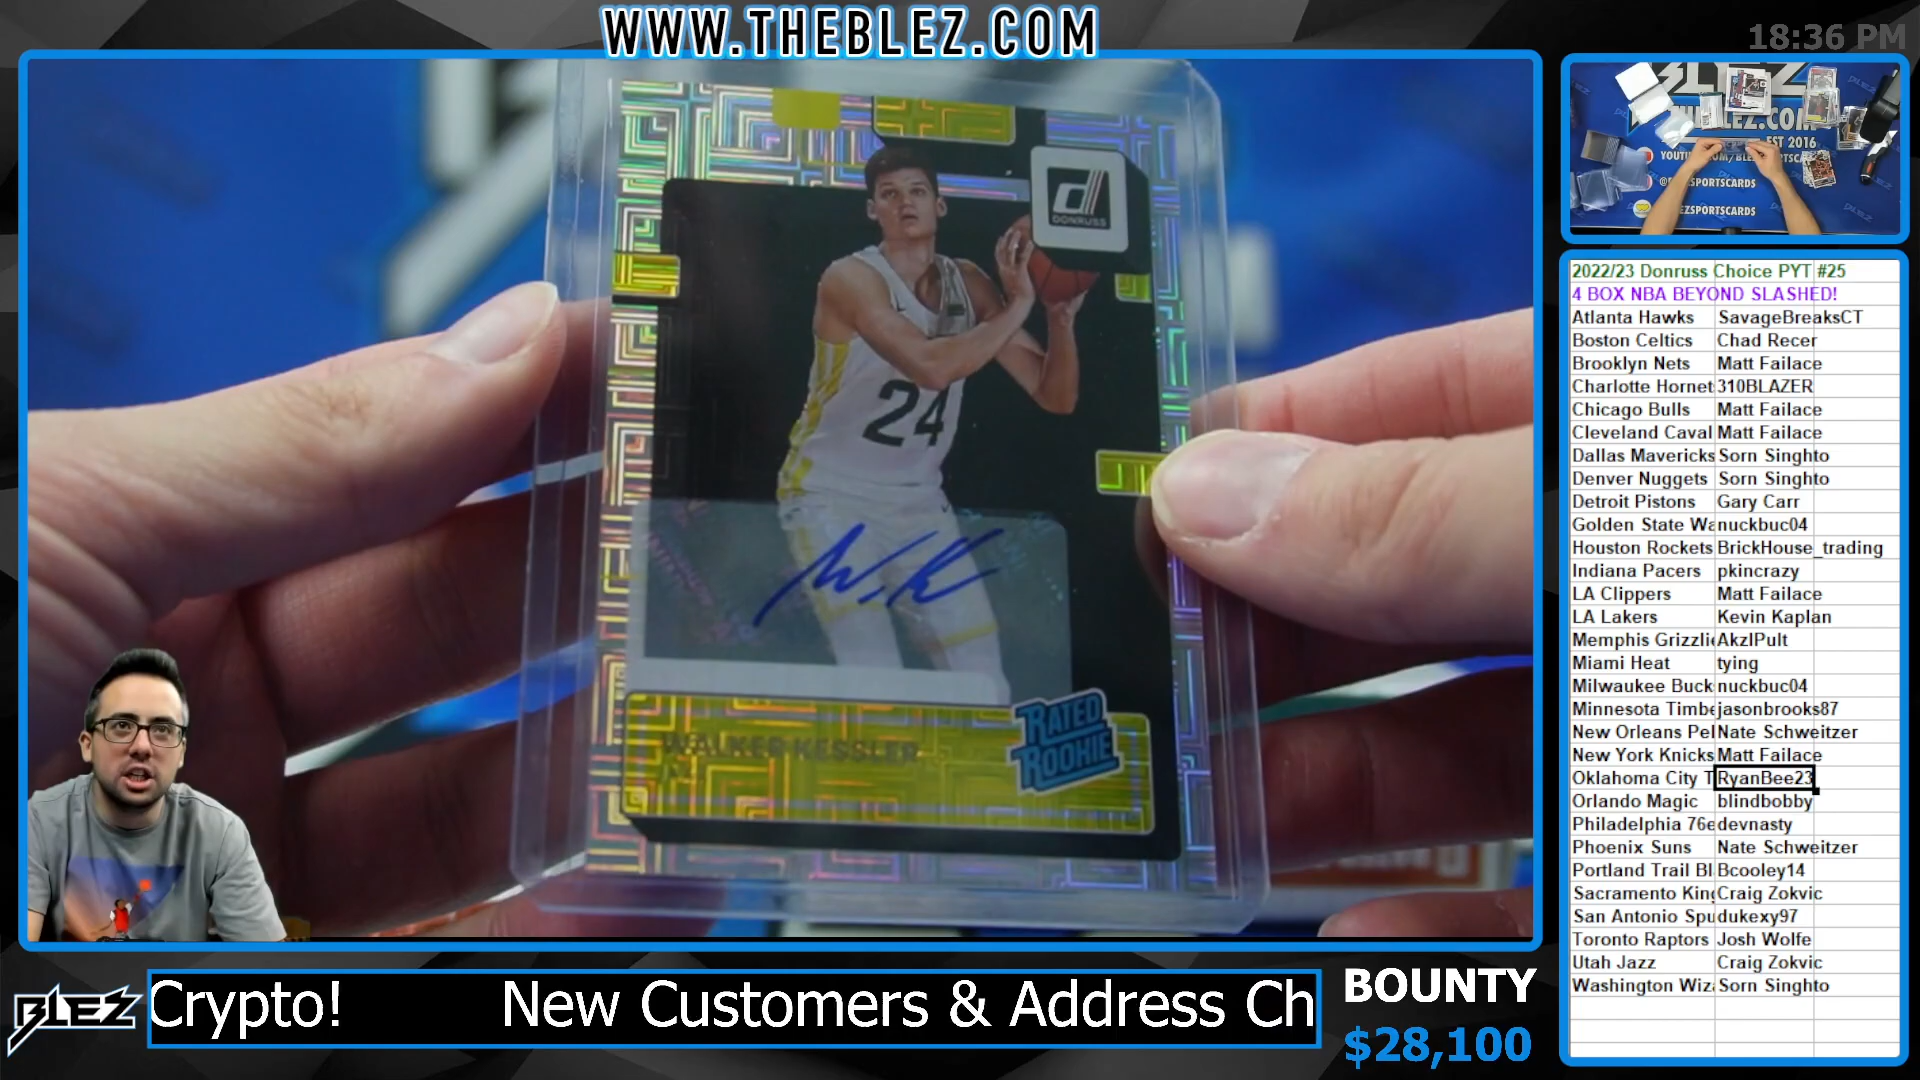 WWW.THEBLEZ.COM
18:36 PM
d
DONRUSS
24
WALKER KESSLER
RATED
ROOKIE
BLEZ
.COM
EST 2016
2022/23 Donruss Choice PYT #25
4 BOX NBA BEYOND SLASHED!
Atlanta Hawks SavageBreaksCT
Boston Celtics Chad Recer
Brooklyn Nets Matt Failace
Charlotte Hornet 310BLAZER
Chicago Bulls Matt Failace
Cleveland Caval Matt Failace
Dallas Mavericks Sorn Singhto
Denver Nuggets Sorn Singhto
Detroit Pistons Gary Carr
Golden State Wa nuckbuc04
Houston Rockets BrickHouse_trading
Indiana Pacers pkincrazy
LA Clippers Matt Failace
LA Lakers Kevin Kaplan
Memphis Grizzlie AkzlPult
Miami Heat tying
Milwaukee Buck nuckbuc04
Minnesota Timbe jasonbrooks87
New Orleans Pel Nate Schweitzer
New York Knicks Matt Failace
Oklahoma City T RyanBee23
Orlando Magic blindbobby
Philadelphia 76e devnasty
Phoenix Suns Nate Schweitzer
Portland Trail Bl Bcooley14
Sacramento King Craig Zokvic
San Antonio Spu dukexy97
Toronto Raptors Josh Wolfe
Utah Jazz Craig Zokvic
Washington Wiz Sorn Singhto
BLEZ
Crypto! New Customers & Address Ch
BOUNTY
$28,100